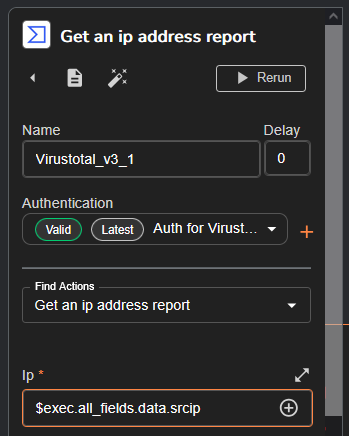 Get an ip address report
Rerun
Name
Delay
Virustotal_v3_1
0
Authentication
Valid
Latest
Auth for Virust...
Find Actions
Get an ip address report
Ip *
$exec.all_fields.data.srcip